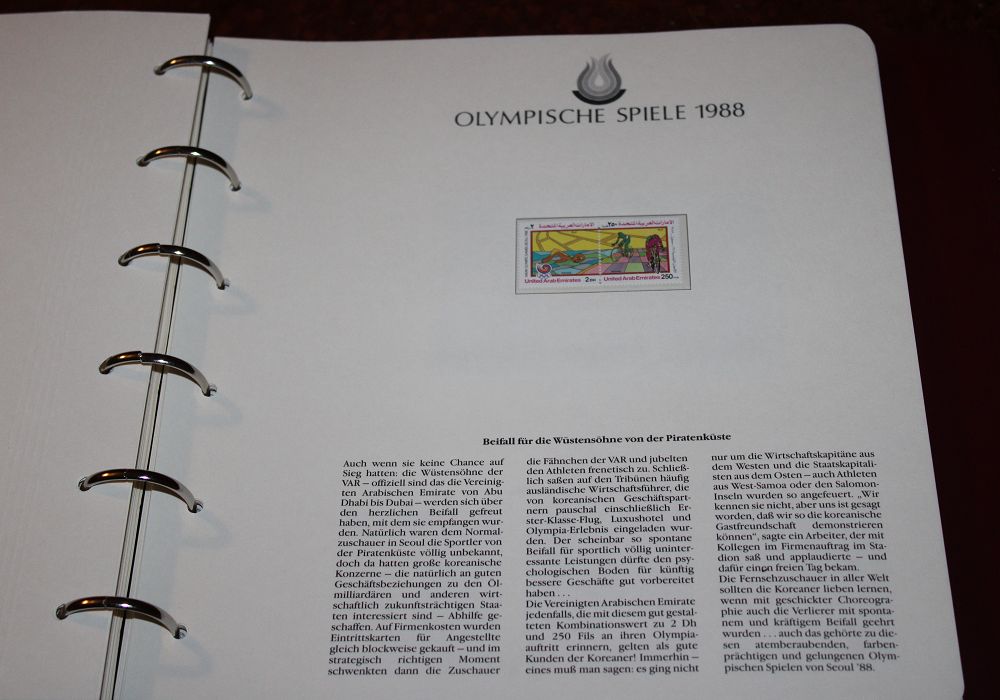 OLYMPISCHE SPIELE 1988
الامارات العربية المتحدة ٢
الامارات العربية المتحدة ٢٥٠
United Arab Emirates 2 DH
United Arab Emirates 250
Beifall für die Wüstensöhne von der Piratenküste
Auch wenn sie keine Chance auf
Sieg hatten: die Wüstensöhne der
VAR – offiziell sind das die Vereinig-
ten Arabischen Emirate von Abu
Dhabi bis Dubai – werden sich über
den herzlichen Beifall gefreut
haben, mit dem sie empfangen wur-
den. Natürlich waren dem Normal-
zuschauer in Seoul die Sportler von
der Piratenküste völlig unbekannt,
doch da hatten große koreanische
Konzerne – die natürlich an guten
Geschäftsbeziehungen zu den Öl-
milliardären und anderen wirt-
schaftlich zukunftsträchtigen Staa-
ten interessiert sind – Abhilfe ge-
schaffen. Auf Firmenkosten wurden
Eintrittskarten für Angestellte
gleich blockweise gekauft – und im
strategisch richtigen Moment
schwenkten dann die Zuschauer
die Fähnchen der VAR und jubelten
den Athleten frenetisch zu. Schließ-
lich saßen auf den Tribünen häufig
ausländische Wirtschaftsführer, die
von koreanischen Geschäftspart-
nern pauschal einschließlich Er-
ster-Klasse-Flug, Luxushotel und
Olympia-Erlebnis eingeladen wur-
den. Der scheinbar so spontane
Beifall für sportlich völlig uninter-
essante Leistungen dürfte den psy-
chologischen Boden für künftig
bessere Geschäfte gut vorbereitet
haben . . .
Die Vereinigten Arabischen Emirate
jedenfalls, die mit diesem gut gestal-
teten Kombinationswert zu 2 Dh
und 250 Fils an ihren Olympia-
auftritt erinnern, gelten als gute
Kunden der Koreaner! Immerhin –
eines muß man sagen: es ging nicht
nur um die Wirtschaftskapitäne aus
dem Westen und die Staatskapitali-
sten aus dem Osten – auch Athleten
aus West-Samoa oder den Salomon-
Inseln wurden so angefeuert. „Wir
kennen sie nicht, aber uns ist gesagt
worden, daß wir so die koreanische
Gastfreundschaft demonstrieren
können“, sagte ein Arbeiter, der mit
Kollegen im Firmenauftrag im Sta-
dion saß und applaudierte – und
dafür einen freien Tag bekam.
Die Fernsehzuschauer in aller Welt
sollten die Koreaner lieben lernen,
wenn mit geschickter Choreogra-
phie auch die Verlierer mit sponta-
nem und kräftigem Beifall geehrt
wurden . . . auch das gehörte zu die-
sen atemberaubenden, farben-
prächtigen und gelungenen Olym-
pischen Spielen von Seoul ’88.